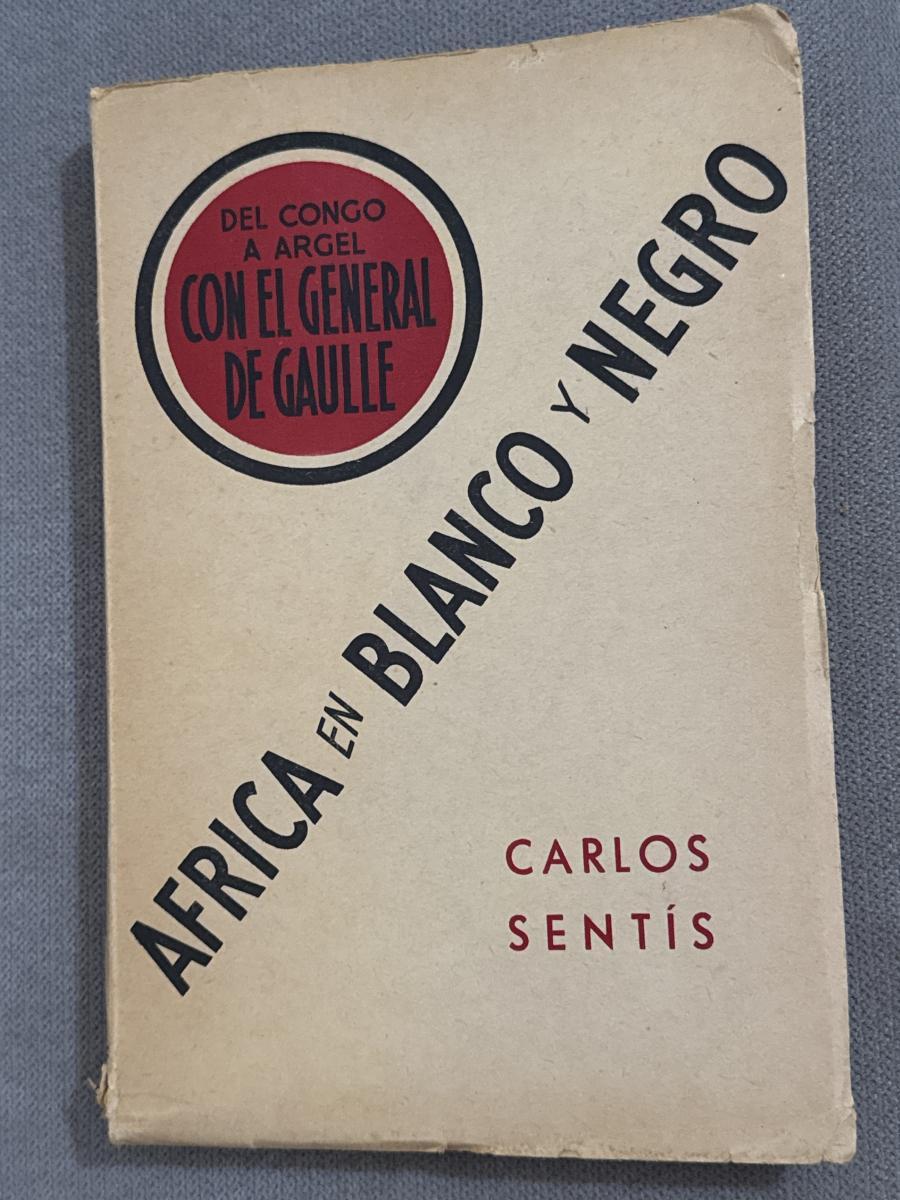 DEL CONGO
A ARGEL
CON EL GENERAL
DE GAULLE
AFRICA EN BLANCO Y NEGRO
CARLOS
SENTÍS